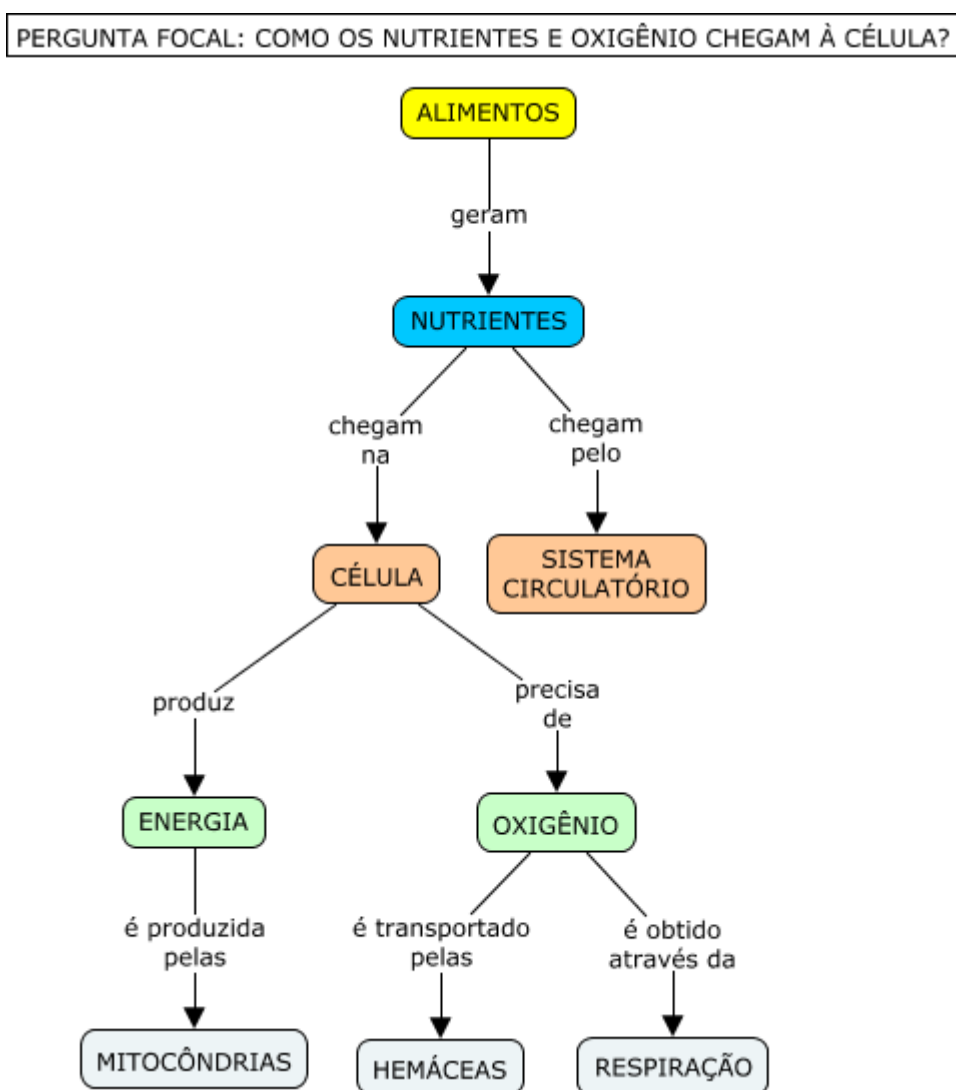 PERGUNTA FOCAL: COMO OS NUTRIENTES E OXIGÊNIO CHEGAM À CÉLULA?
ALIMENTOS
geram
NUTRIENTES
chegam
na
chegam
pelo
CÉLULA
SISTEMA
CIRCULATÓRIO
produz
precisa
de
ENERGIA
OXIGÊNIO
é produzida
pelas
é transportado
pelas
é obtido
através da
MITOCÔNDRIAS
HEMÁCEAS
RESPIRAÇÃO